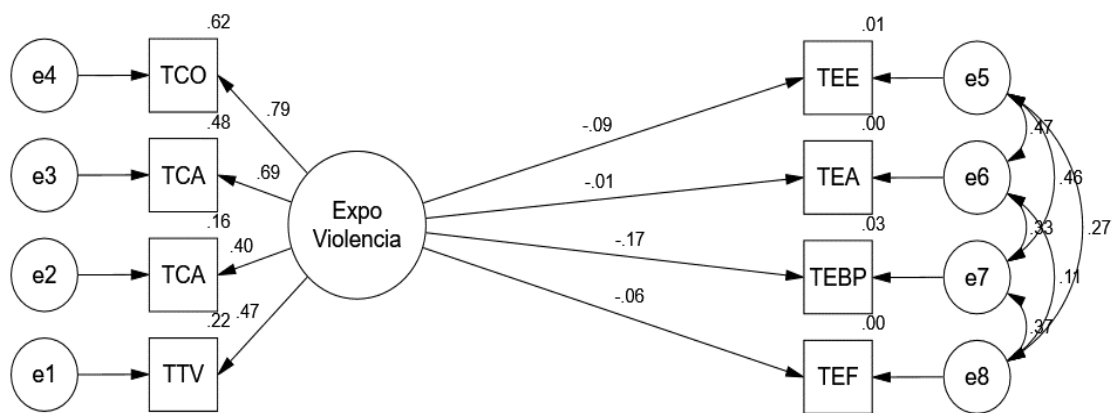 .62
.01
e4
TCO
TEE
e5
.79
-.09
.48
.00
.47
e3
TCA
.69
-.01
TEA
e6
.46
Expo
Violencia
.16
.03
.33
.27
.40
-.17
e2
TCA
TEBP
e7
.11
-.06
.22
.47
.00
.37
e1
TTV
TEF
e8